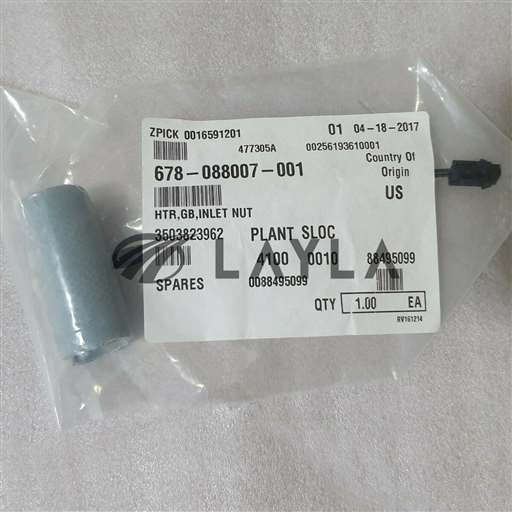 ZPICK 0016591201 01 04-18-2017
477305A 00256193610001
678-088007-001 Country Of
Origin
US
HTR,GB,INLET NUT
3503823962 PLANT SLOC
4100 0010 88495099
SPARES 0088495099
QTY 1.00 EA
RV161214
LAYLA